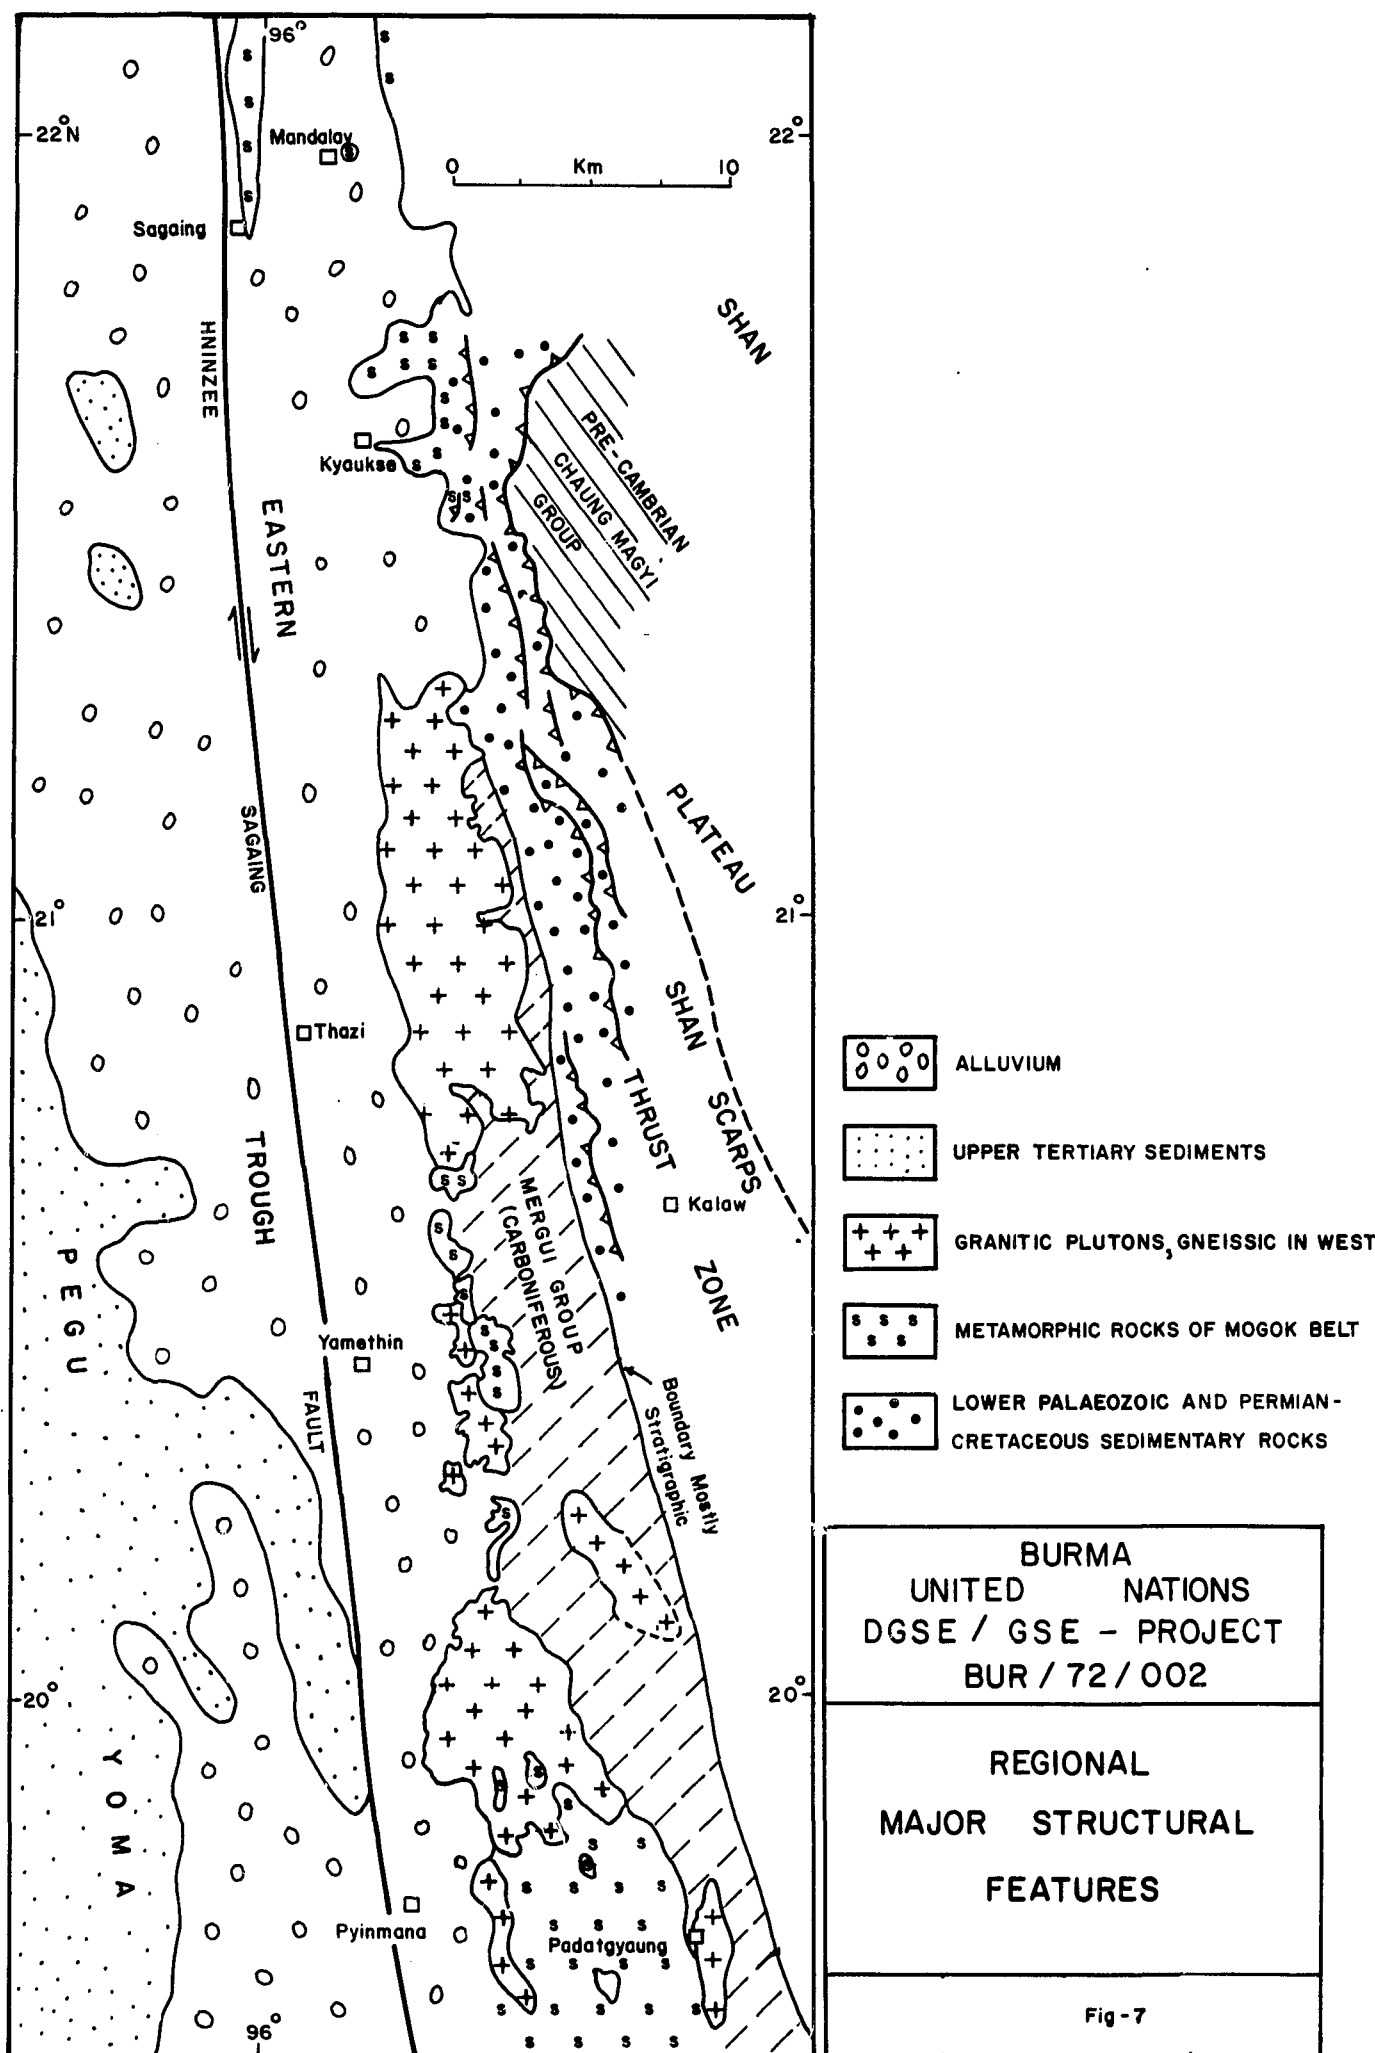 96°
22°N
22°
Mandalay
0 Km 10
Sagaing
SHAN
HNINZEE
PRE-CAMBRIAN
CHAUNG MAGYI
GROUP
Kyaukse
EASTERN
PLATEAU
SAGAING
21°
21°
SHAN
SCARPS
Thazi
THRUST
ZONE
TROUGH
Kalaw
MERGUI GROUP
(CARBONIFEROUS)
PEGU
Yamethin
FAULT
Boundary Mostly
Stratigraphic
20°
20°
YOMA
Pyinmana
Padatgyaung
96°
ALLUVIUM
UPPER TERTIARY SEDIMENTS
GRANITIC PLUTONS, GNEISSIC IN WEST
METAMORPHIC ROCKS OF MOGOK BELT
LOWER PALAEOZOIC AND PERMIAN-
CRETACEOUS SEDIMENTARY ROCKS
BURMA
UNITED NATIONS
DGSE / GSE - PROJECT
BUR / 72 / 002
REGIONAL
MAJOR STRUCTURAL
FEATURES
Fig-7